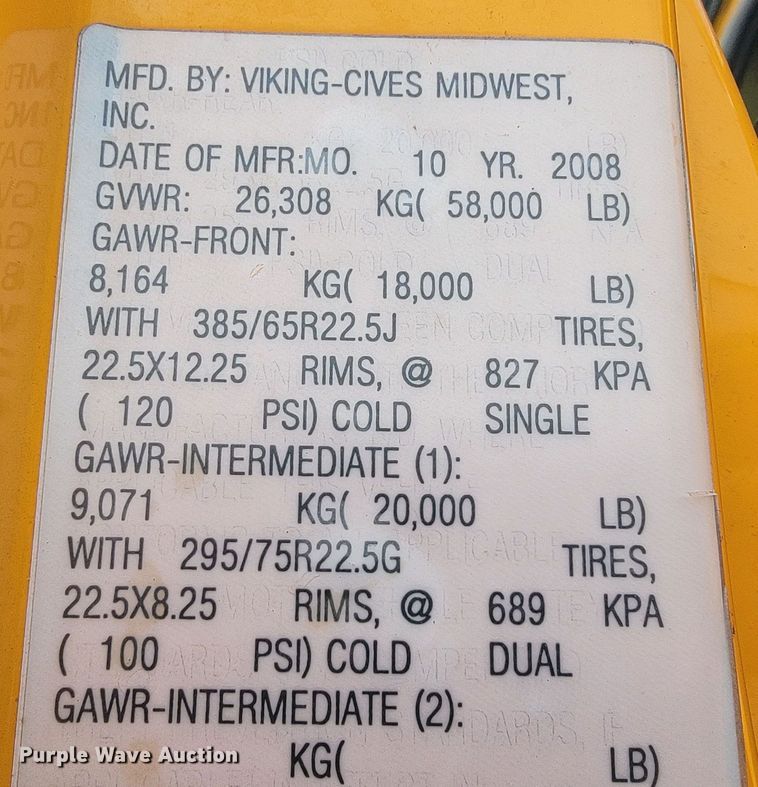 MFD. BY: VIKING-CIVES MIDWEST,
INC.
DATE OF MFR:MO. 10 YR. 2008
GVWR: 26,308 KG( 58,000 LB)
GAWR-FRONT:
8,164 KG( 18,000 LB)
WITH 385/65R22.5J TIRES,
22.5X12.25 RIMS, @ 827 KPA
( 120 PSI) COLD SINGLE
GAWR-INTERMEDIATE (1):
9,071 KG( 20,000 LB)
WITH 295/75R22.5G TIRES,
22.5X8.25 RIMS, @ 689 KPA
( 100 PSI) COLD DUAL
GAWR-INTERMEDIATE (2):
KG( LB)
Purple Wave Auction